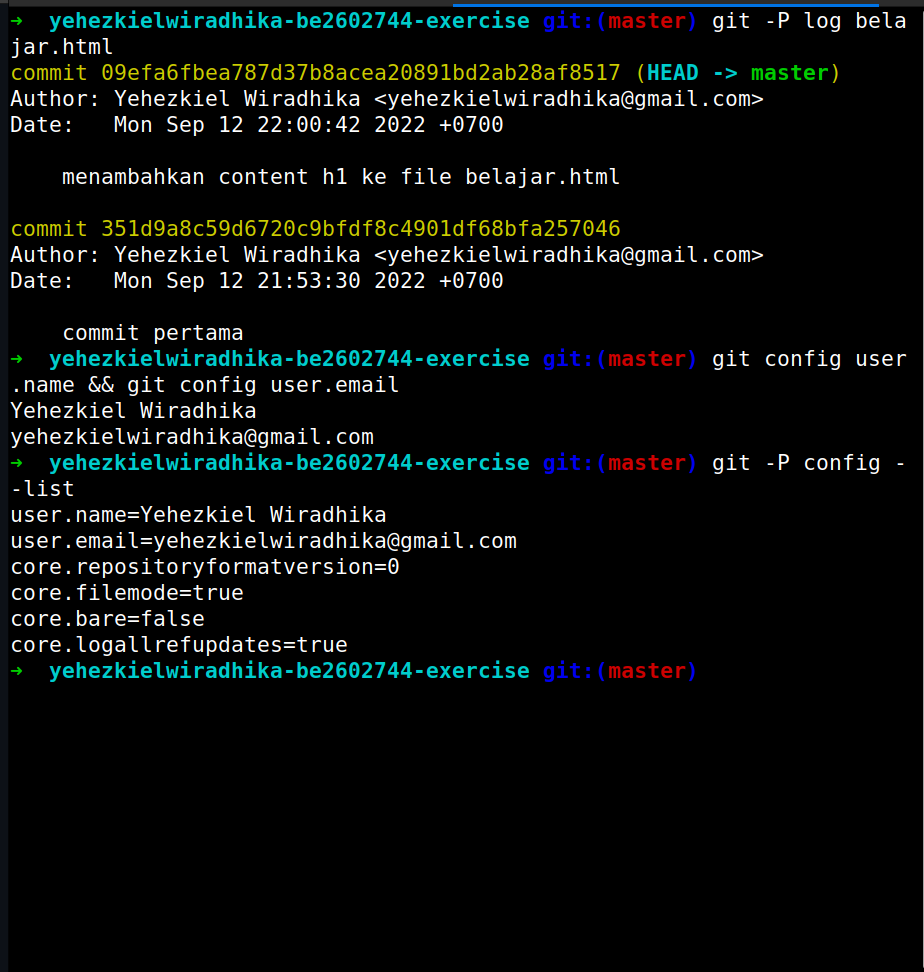 ➜  yehezkielwiradhika-be2602744-exercise git:(master) git -P log bela
jar.html
commit 09efa6fbea787d37b8acea20891bd2ab28af8517 (HEAD -> master)
Author: Yehezkiel Wiradhika <yehezkielwiradhika@gmail.com>
Date:   Mon Sep 12 22:00:42 2022 +0700

    menambahkan content h1 ke file belajar.html

commit 351d9a8c59d6720c9bfdf8c4901df68bfa257046
Author: Yehezkiel Wiradhika <yehezkielwiradhika@gmail.com>
Date:   Mon Sep 12 21:53:30 2022 +0700

    commit pertama
➜  yehezkielwiradhika-be2602744-exercise git:(master) git config user
.name && git config user.email
Yehezkiel Wiradhika
yehezkielwiradhika@gmail.com
➜  yehezkielwiradhika-be2602744-exercise git:(master) git -P config -
-list
user.name=Yehezkiel Wiradhika
user.email=yehezkielwiradhika@gmail.com
core.repositoryformatversion=0
core.filemode=true
core.bare=false
core.logallrefupdates=true
➜  yehezkielwiradhika-be2602744-exercise git:(master)